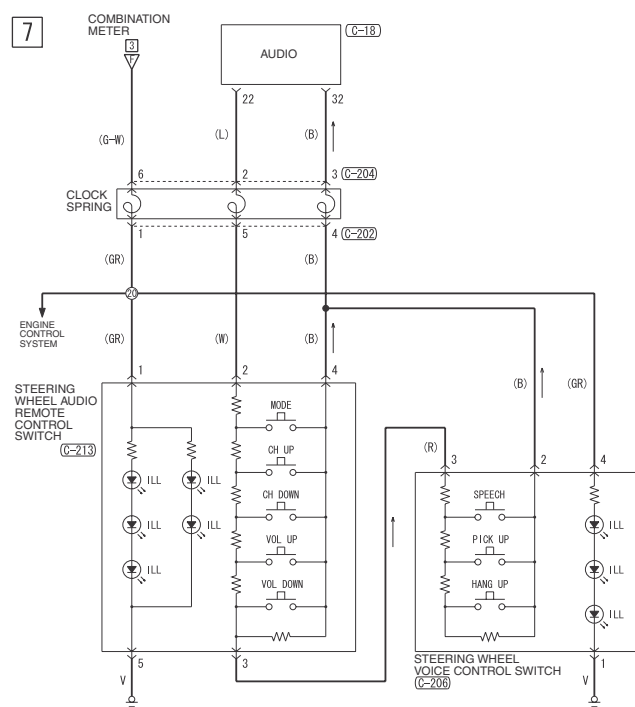 7
COMBINATION
METER
3
F
AUDIO
C-18
22
32
(G-W)
(L)
(B)
6
2
3
C-204
CLOCK
SPRING
1
5
4
C-202
(GR)
(B)
20
ENGINE
CONTROL
SYSTEM
(GR)
(W)
(B)
(B)
(GR)
1
2
4
STEERING
WHEEL AUDIO
REMOTE
CONTROL
SWITCH
C-213
MODE
CH UP
CH DOWN
VOL UP
VOL DOWN
ILL
ILL
ILL
ILL
ILL
(R)
3
2
4
SPEECH
PICK UP
HANG UP
ILL
ILL
ILL
5
3
V
STEERING WHEEL
VOICE CONTROL SWITCH
C-206
1
V